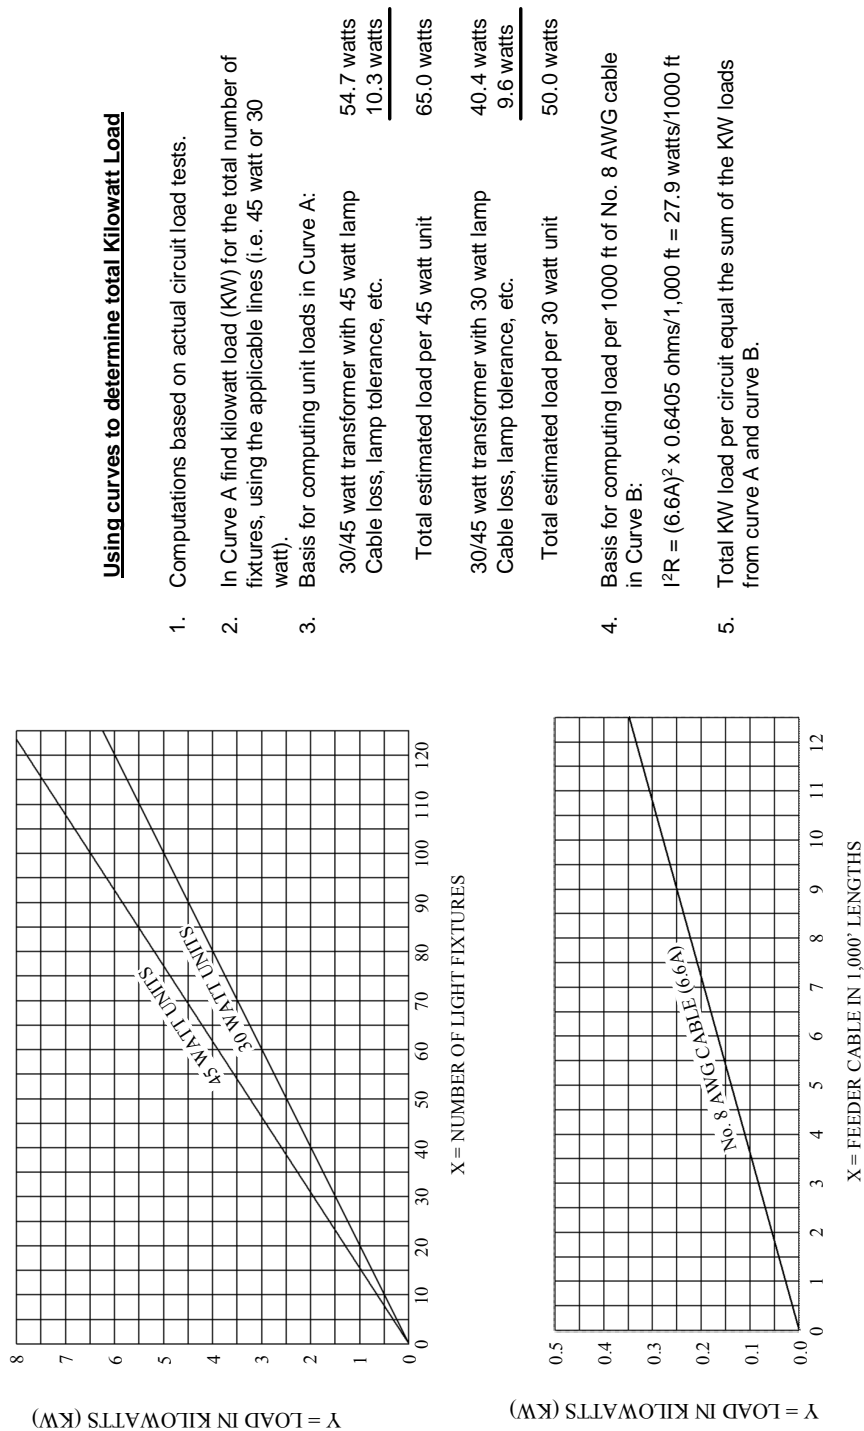 Using curves to determine total Kilowatt Load
1. Computations based on actual circuit load tests.
2. In Curve A find kilowatt load (KW) for the total number of
fixtures, using the applicable lines (i.e. 45 watt or 30
watt).
3. Basis for computing unit loads in Curve A:
30/45 watt transformer with 45 watt lamp 54.7 watts
Cable loss, lamp tolerance, etc. 10.3 watts
Total estimated load per 45 watt unit 65.0 watts
30/45 watt transformer with 30 watt lamp 40.4 watts
Cable loss, lamp tolerance, etc. 9.6 watts
Total estimated load per 30 watt unit 50.0 watts
4. Basis for computing load per 1000 ft of No. 8 AWG cable
in Curve B:
I²R = (6.6A)² x 0.6405 ohms/1,000 ft = 27.9 watts/1000 ft
5. Total KW load per circuit equal the sum of the KW loads
from curve A and curve B.
Y = LOAD IN KILOWATTS (KW)
8
7
6
5
4
3
2
1
0
45 WATT UNITS
30 WATT UNITS
0 10 20 30 40 50 60 70 80 90 100 110 120
X = NUMBER OF LIGHT FIXTURES
Y = LOAD IN KILOWATTS (KW)
0.5
0.4
0.3
0.2
0.1
0.0
No. 8 AWG CABLE (6.6A)
0 1 2 3 4 5 6 7 8 9 10 11 12
X = FEEDER CABLE IN 1,000' LENGTHS